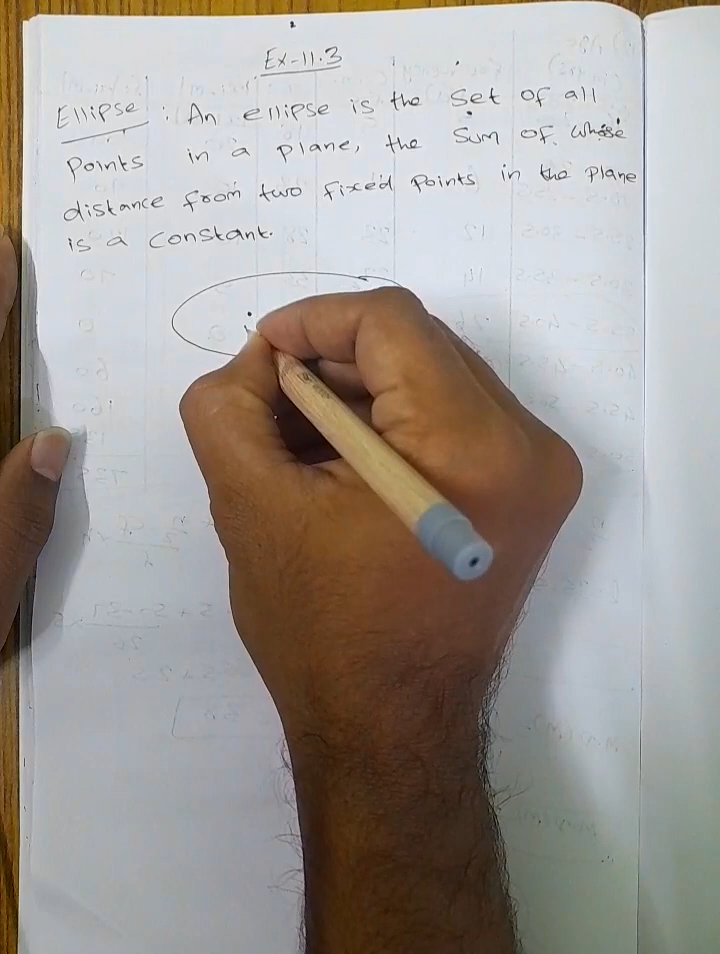 Ex-11.3
Ellipse : An ellipse is the set of all
Points in a plane, the sum of whose
distance from two fixed points in the plane
is a constant.